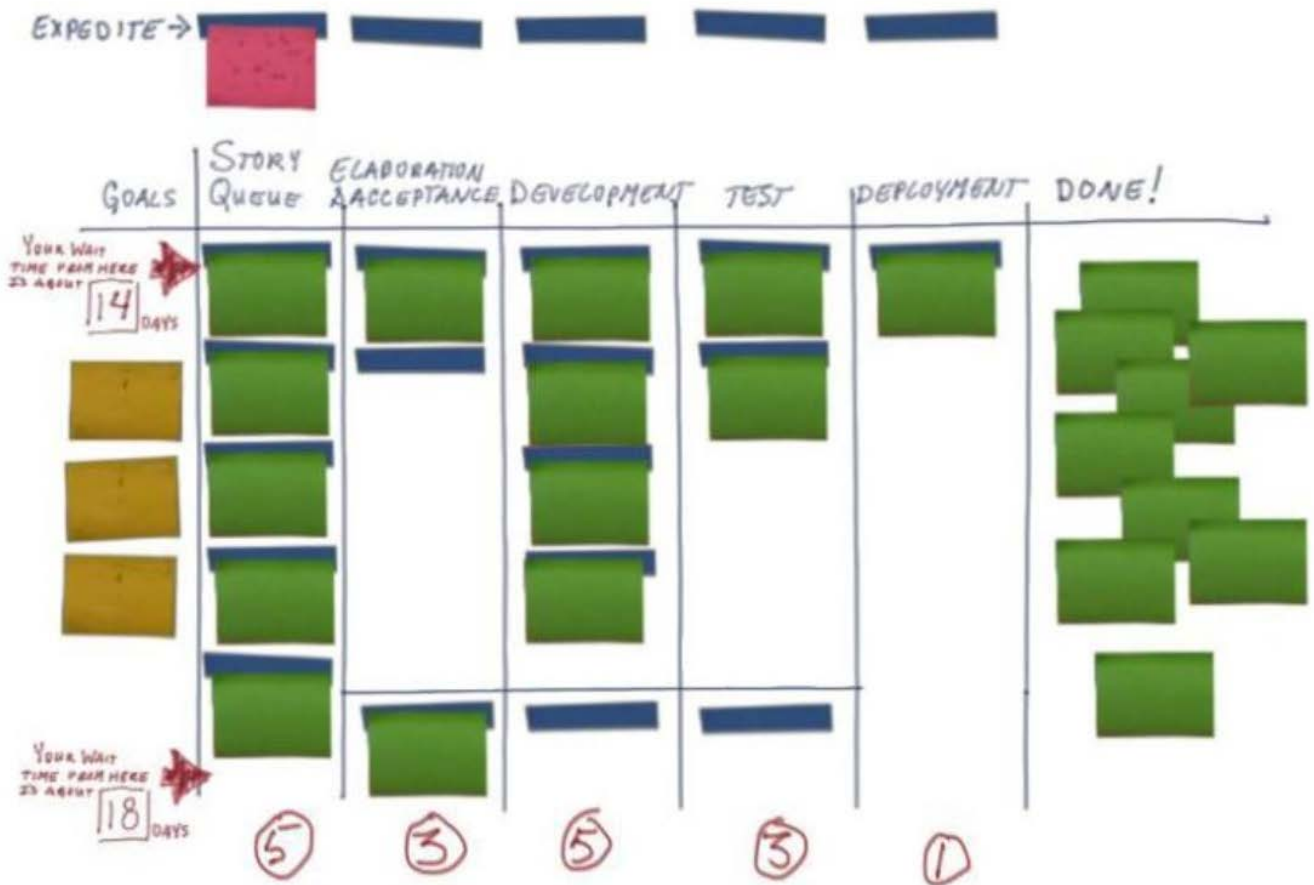 EXPEDITE →
GOALS
STORY
QUEUE
ELABORATION
& ACCEPTANCE
DEVELOPMENT
TEST
DEPLOYMENT
DONE!
YOUR WAIT
TIME FROM HERE
IS ABOUT
14 DAYS
YOUR WAIT
TIME FROM HERE
IS ABOUT
18 DAYS
5 3 5 3 1